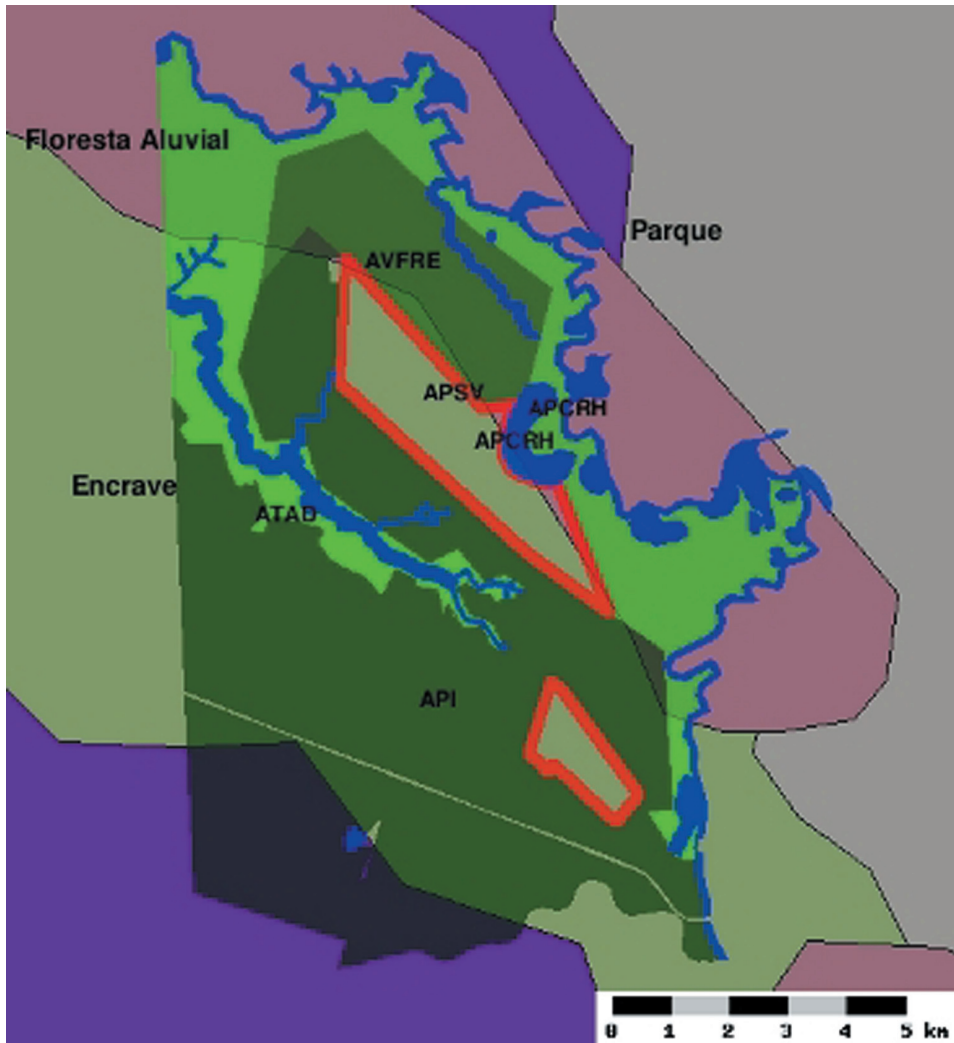 Floresta Aluvial
Parque
AVFRE
APSV
APCRH
APCRH
Encrave
ATAD
API
0 1 2 3 4 5 km